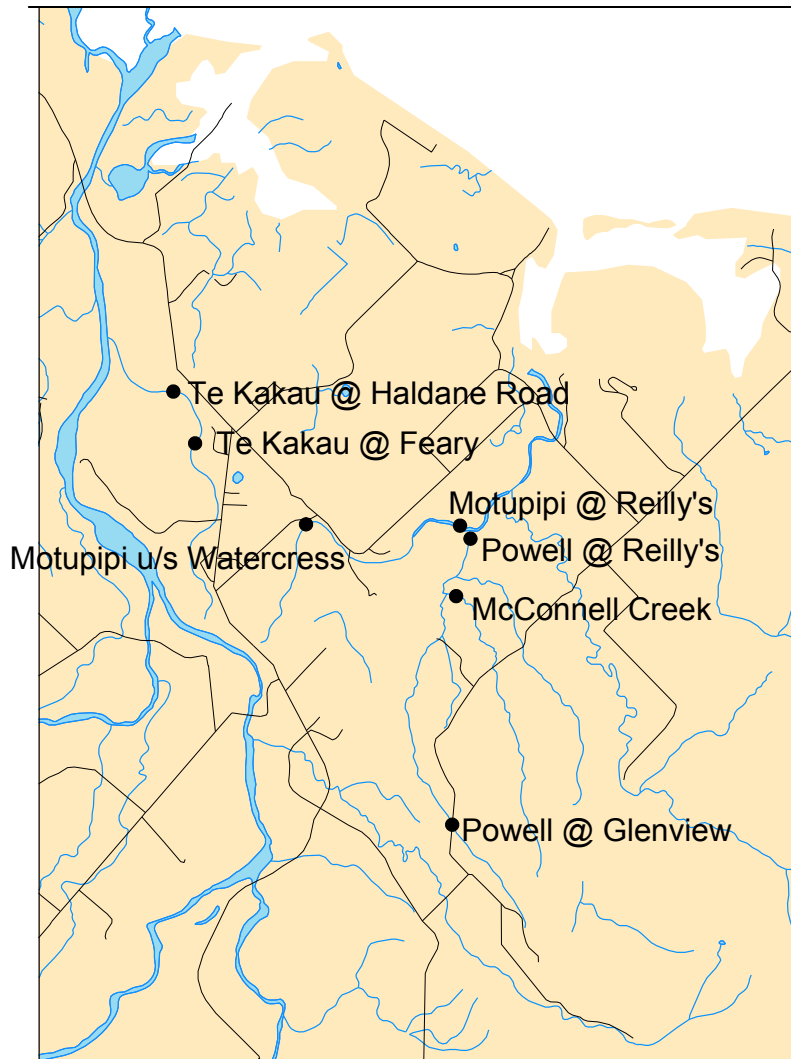 Te Kakau @ Haldane Road
Te Kakau @ Feary
Motupipi @ Reilly's
Powell @ Reilly's
Motupipi u/s Watercress
McConnell Creek
Powell @ Glenview